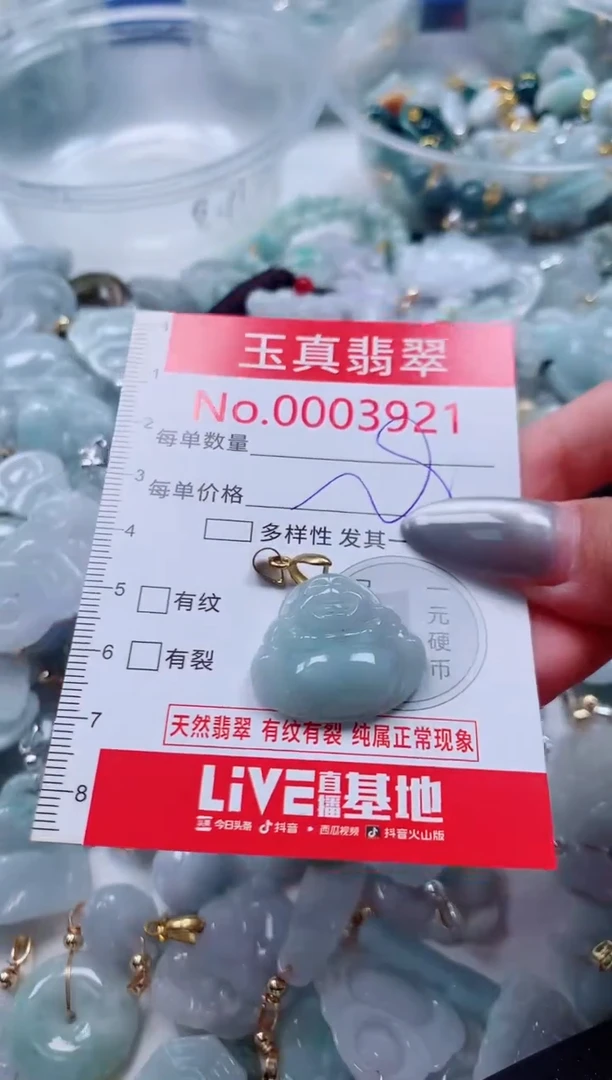 玉真翡翠
No.0003921
每单数量
每单价格
多样性 发其一
有纹
有裂
一元硬币
天然翡翠 有纹有裂 纯属正常现象
LiVE直播基地
头条 今日头条 抖音 西瓜视频 抖音火山版
1
2
3
4
5
6
7
8